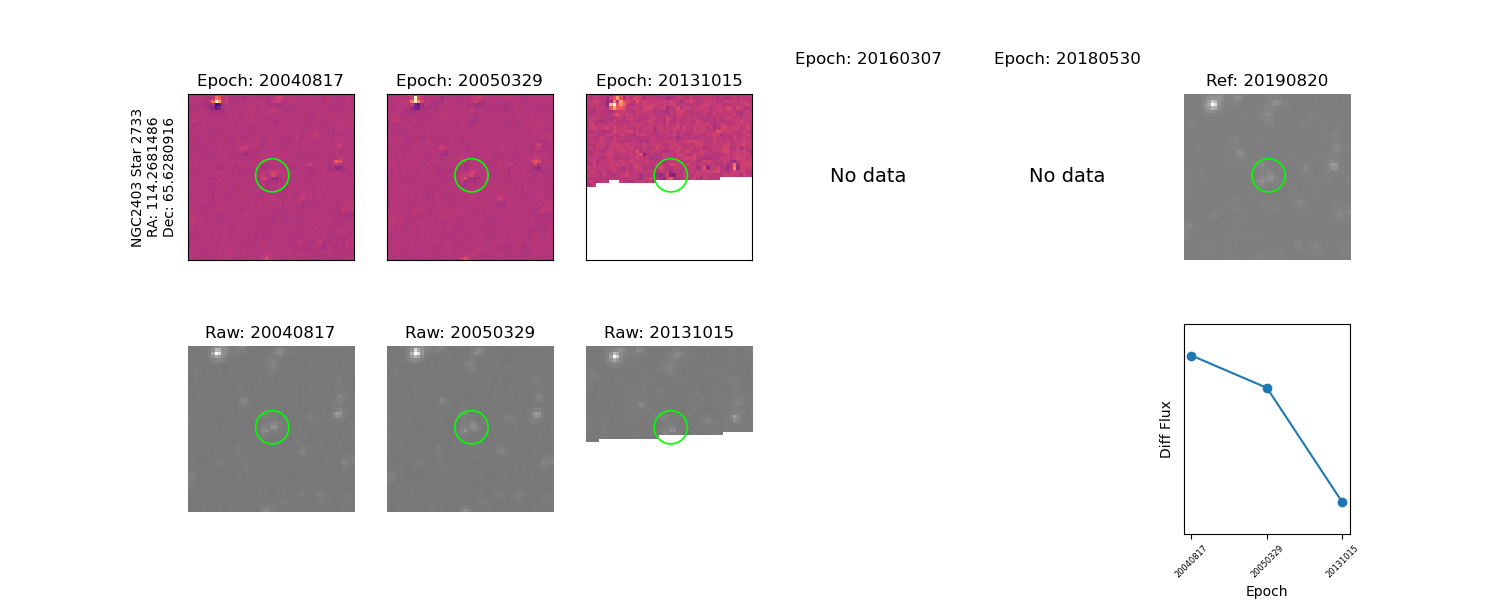 Epoch: 20040817
Epoch: 20050329
Epoch: 20131015
Epoch: 20160307
Epoch: 20180530
Ref: 20190820
NGC2403 Star 2733
RA: 114.2681486
Dec: 65.6280916
No data
No data
Raw: 20040817
Raw: 20050329
Raw: 20131015
Diff Flux
20040817
20050329
20131015
Epoch